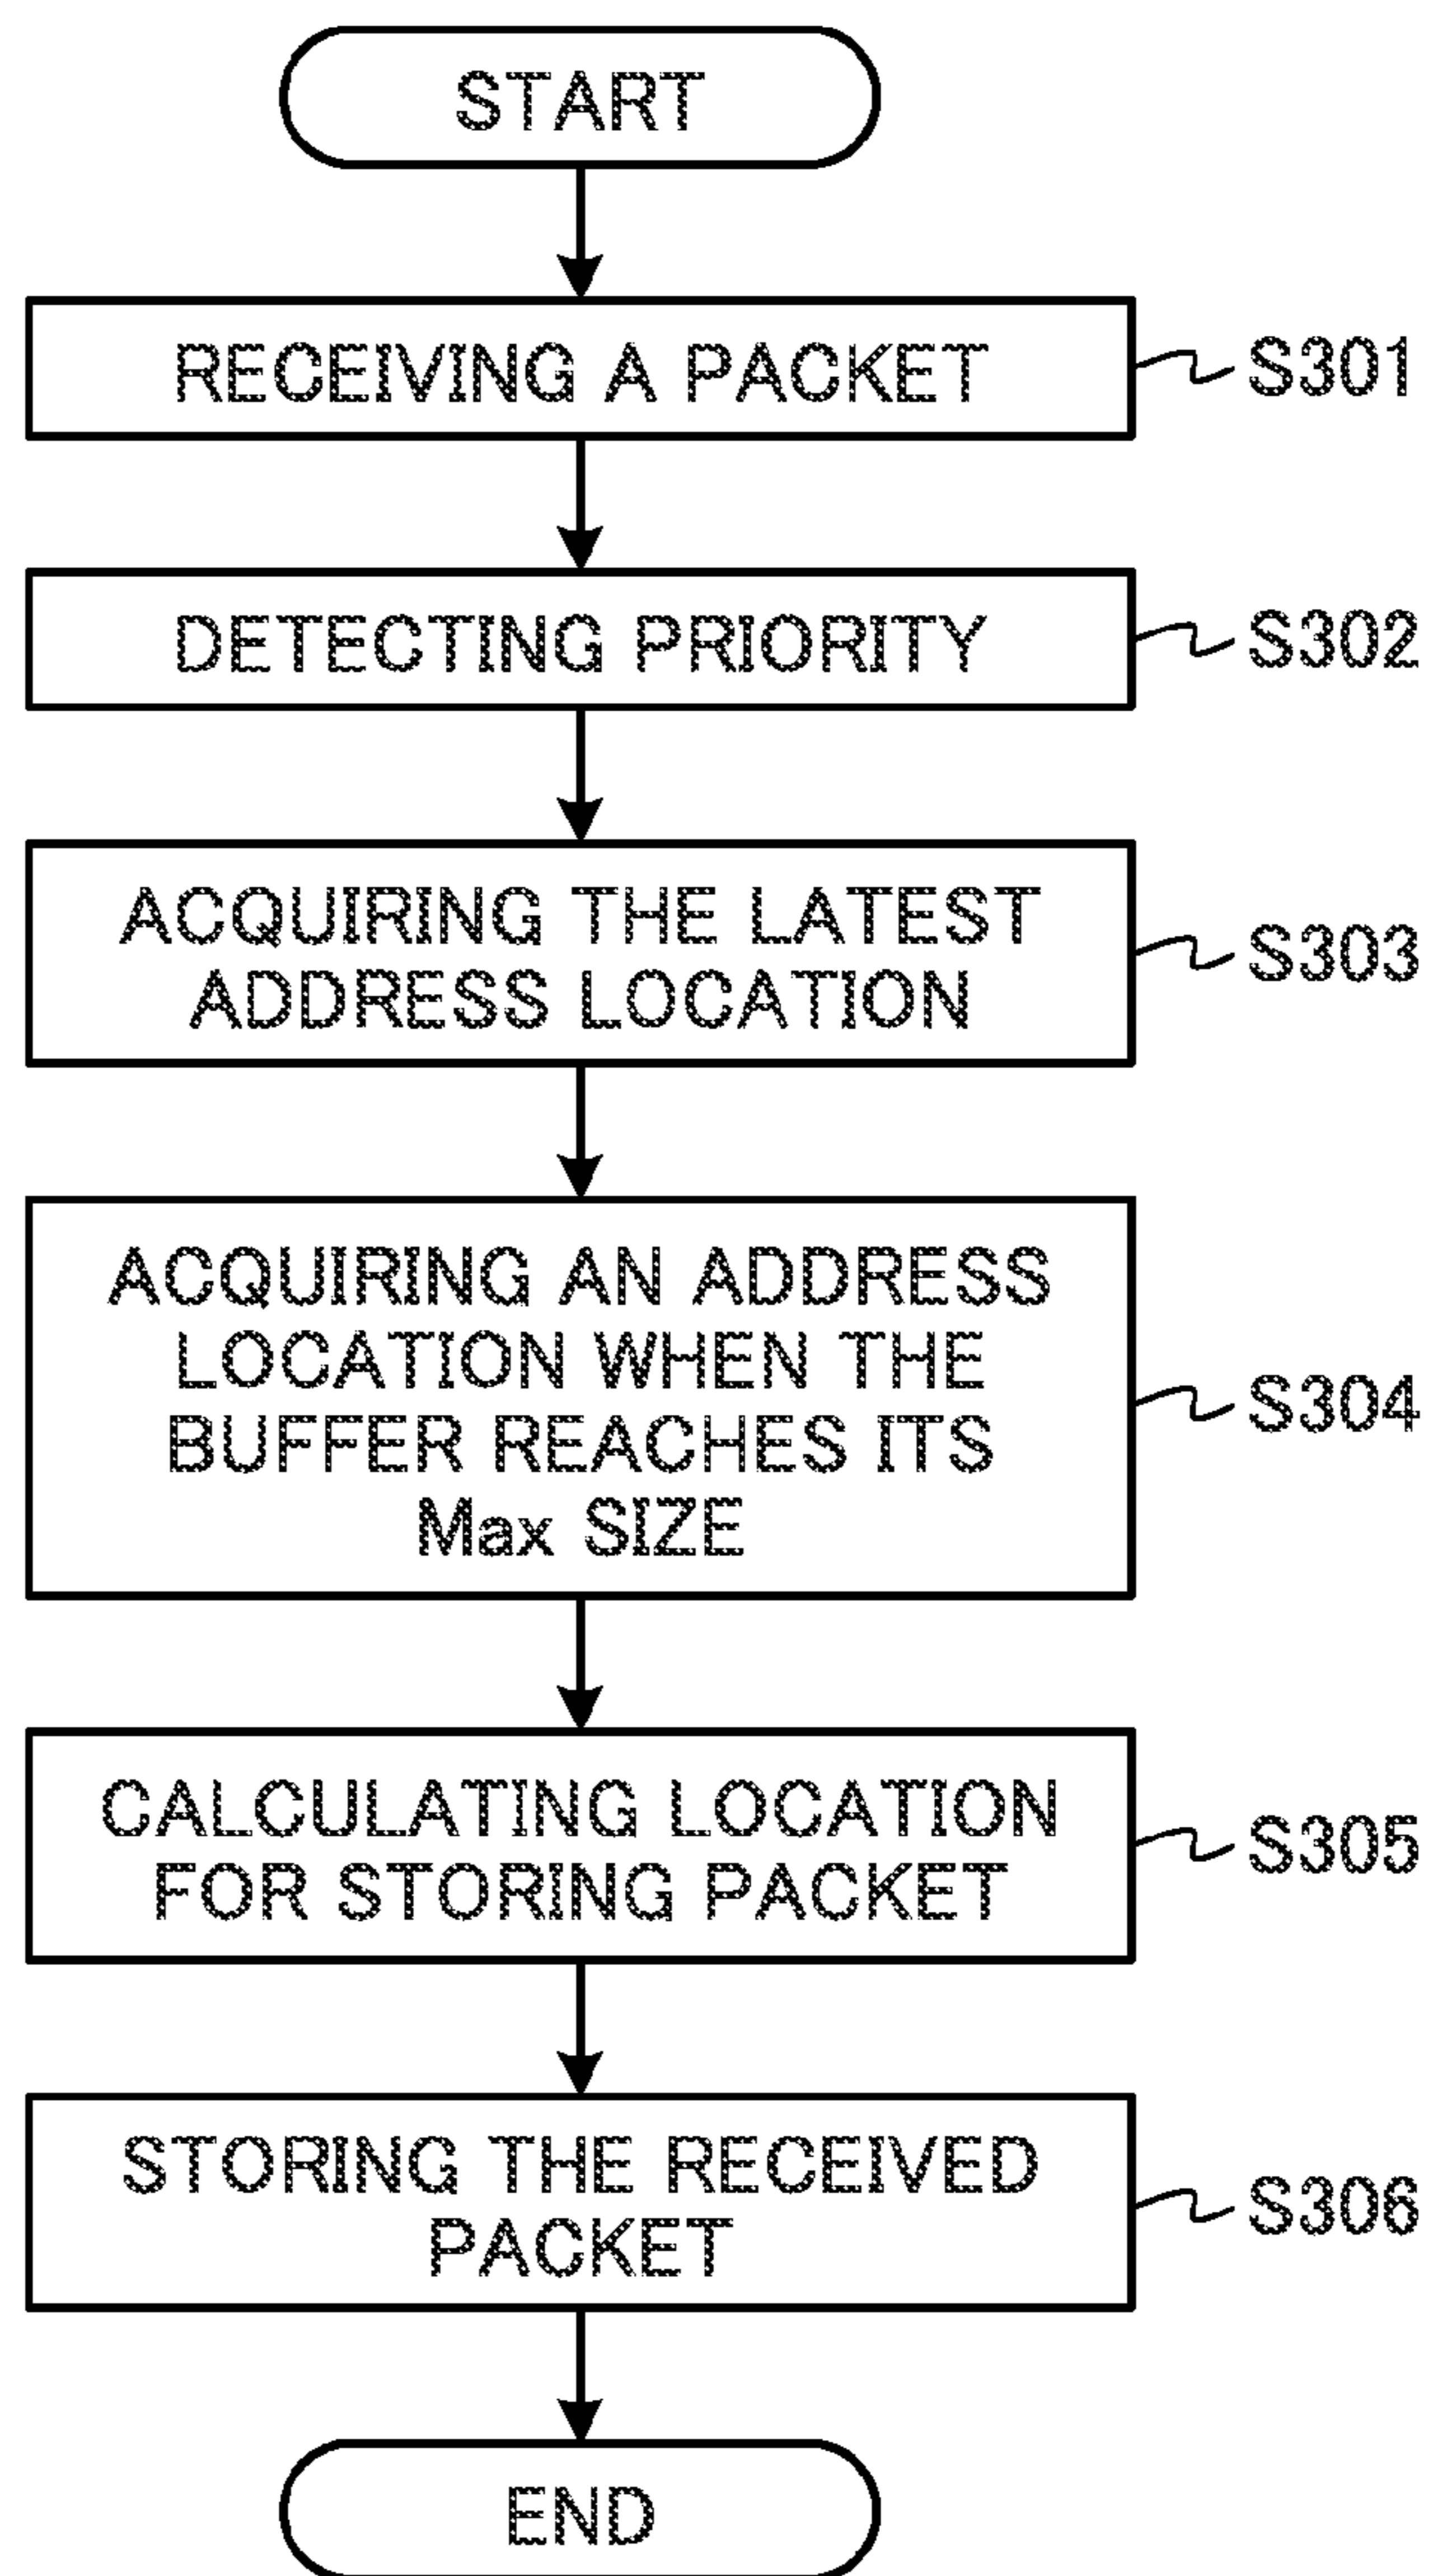 START
RECEIVING A PACKET
S301
DETECTING PRIORITY
S302
ACQUIRING THE LATEST
ADDRESS LOCATION
S303
ACQUIRING AN ADDRESS
LOCATION WHEN THE
BUFFER REACHES ITS
Max SIZE
S304
CALCULATING LOCATION
FOR STORING PACKET
S305
STORING THE RECEIVED
PACKET
S306
END